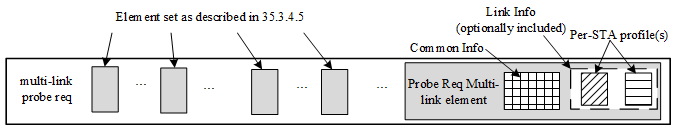 Element set as described in 35.3.4.5
Link Info
(optionally included)
Per-STA profile(s)
Common Info
multi-link
probe req
...
...
...
...
Probe Req Multi-
link element